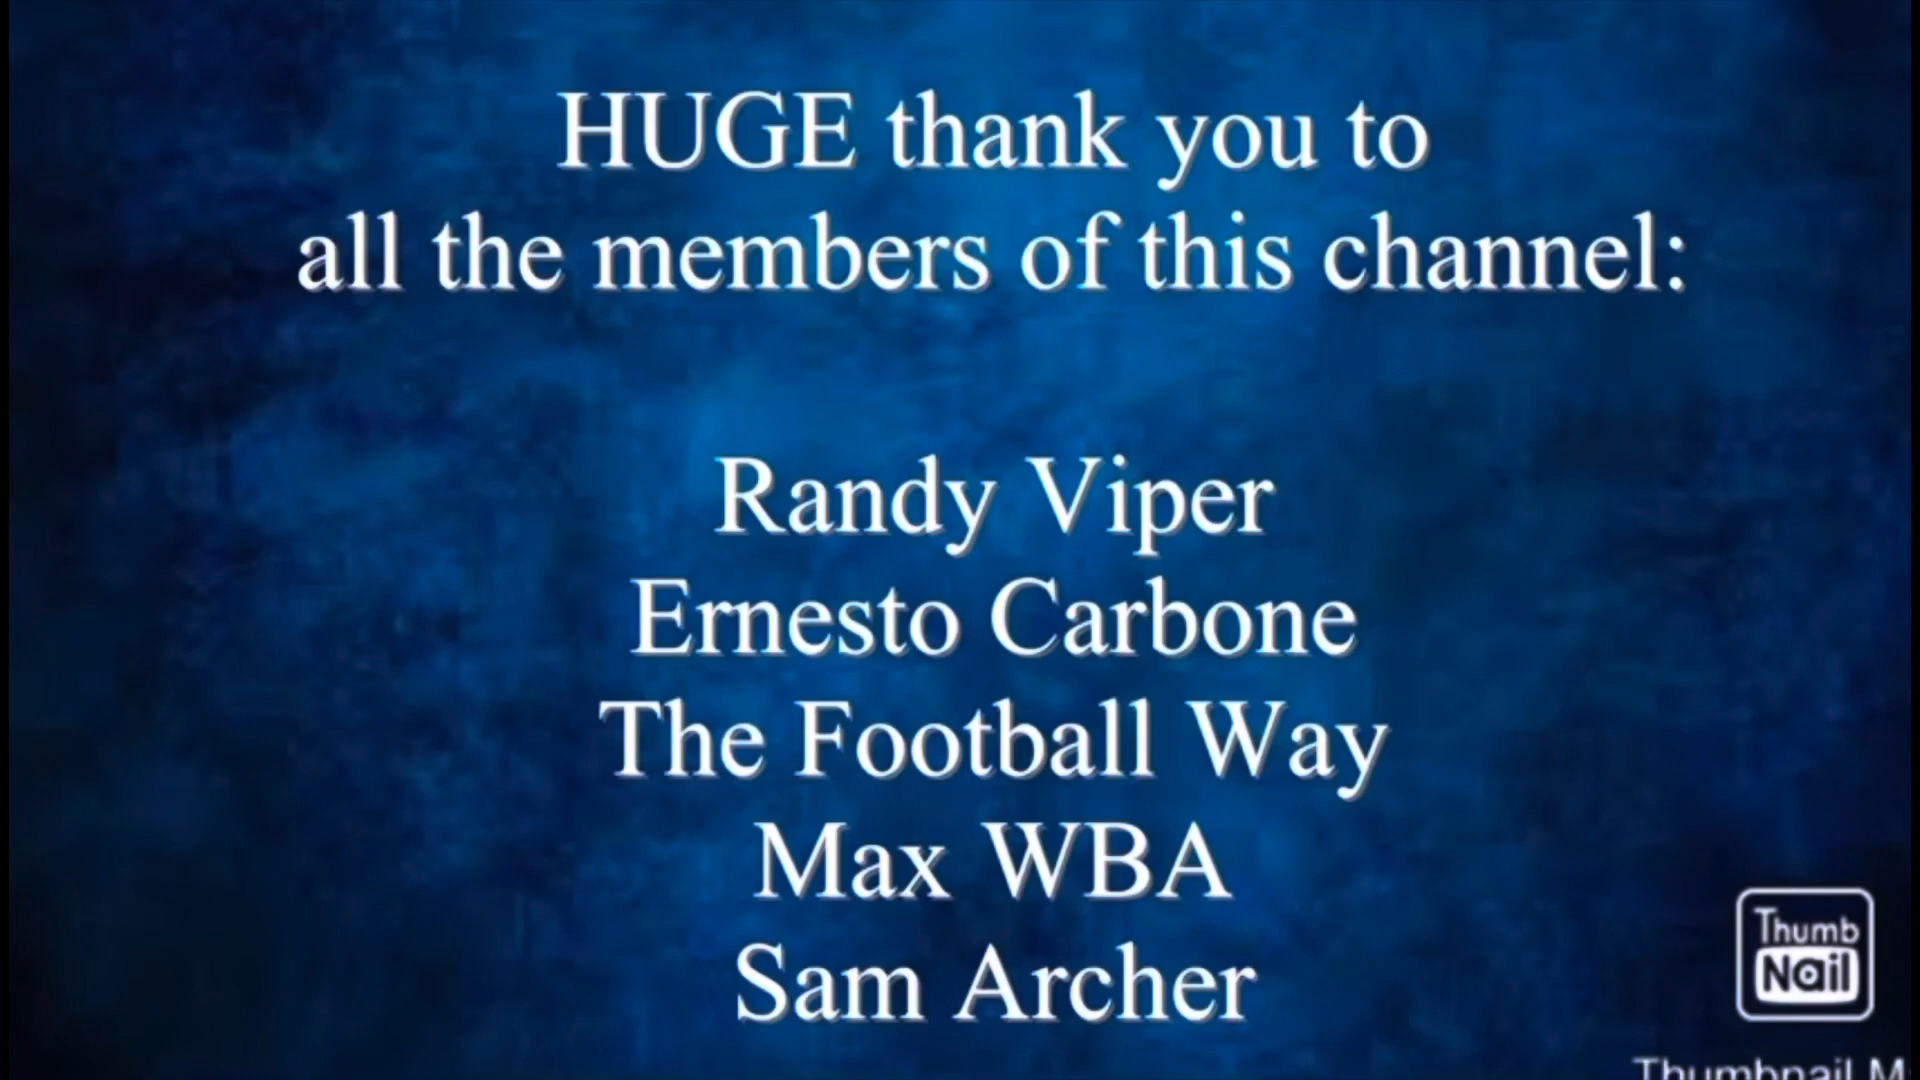 HUGE thank you to
all the members of this channel:
Randy Viper
Ernesto Carbone
The Football Way
Max WBA
Sam Archer
Thumb
Nail
Thumbnail